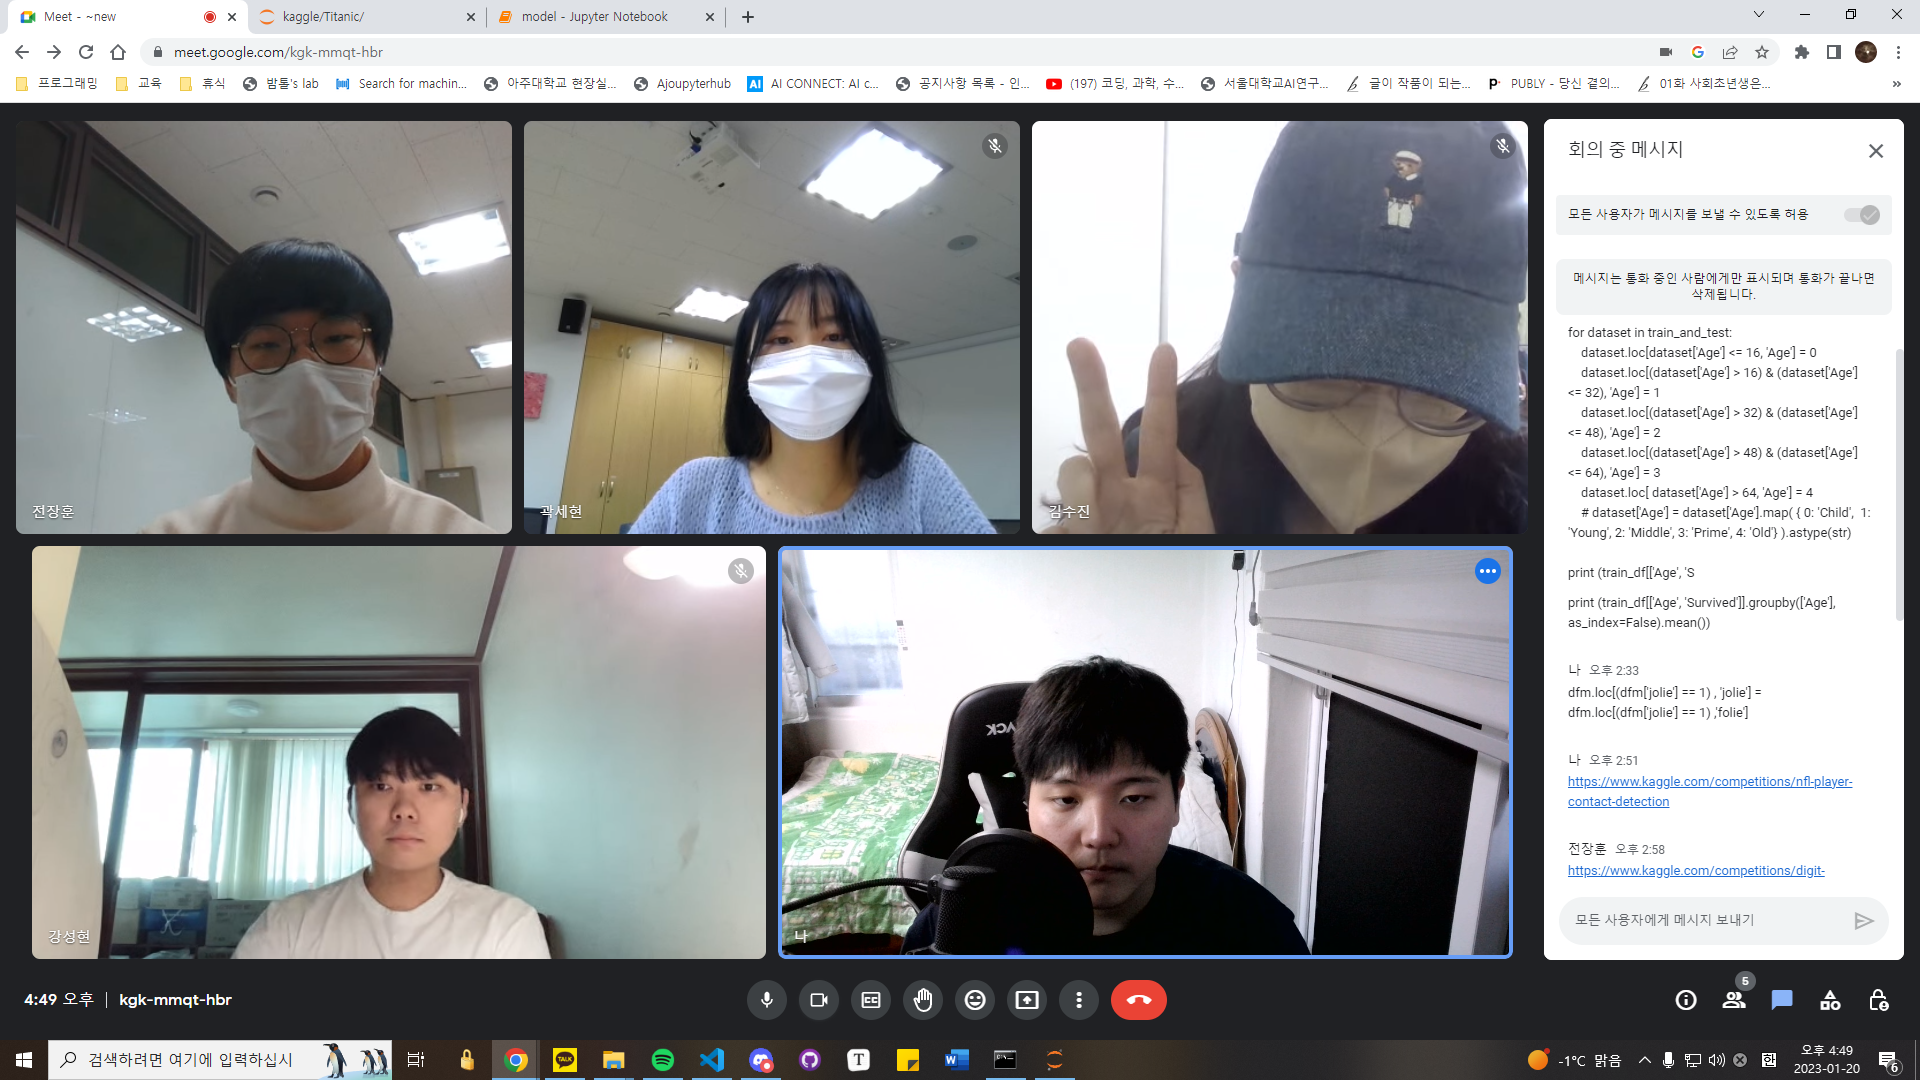 Meet - ~new
kaggle/Titanic/
model - Jupyter Notebook
meet.google.com/kgk-mmqt-hbr
프로그래밍
교육
휴식
밤톨's lab
Search for machin...
아주대학교 현장실...
Ajoupyterhub
AI CONNECT: AI c...
공지사항 목록 - 인...
(197) 코딩, 과학, 수...
서울대학교AI연구...
글이 작품이 되는...
PUBLY - 당신 곁의...
01화 사회초년생은...
»
전장훈
곽세현
김수진
강성현
나
회의 중 메시지
모든 사용자가 메시지를 보낼 수 있도록 허용
메시지는 통화 중인 사람에게만 표시되며 통화가 끝나면
삭제됩니다.
for dataset in train_and_test:
dataset.loc[dataset['Age'] <= 16, 'Age'] = 0
dataset.loc[(dataset['Age'] > 16) & (dataset['Age']
<= 32), 'Age'] = 1
dataset.loc[(dataset['Age'] > 32) & (dataset['Age']
<= 48), 'Age'] = 2
dataset.loc[(dataset['Age'] > 48) & (dataset['Age']
<= 64), 'Age'] = 3
dataset.loc[ dataset['Age'] > 64, 'Age'] = 4
# dataset['Age'] = dataset['Age'].map( { 0: 'Child', 1:
'Young', 2: 'Middle', 3: 'Prime', 4: 'Old'} ).astype(str)
print (train_df[['Age', 'S
print (train_df[['Age', 'Survived']].groupby(['Age'],
as_index=False).mean())
나 오후 2:33
dfm.loc[(dfm['jolie'] == 1) , 'jolie'] =
dfm.loc[(dfm['jolie'] == 1) ,'folie']
나 오후 2:51
https://www.kaggle.com/competitions/nfl-player-
contact-detection
전장훈 오후 2:58
https://www.kaggle.com/competitions/digit-
모든 사용자에게 메시지 보내기
4:49 오후 | kgk-mmqt-hbr
5
검색하려면 여기에 입력하십시
TALK
T
W
-1°C 맑음
오후 4:49
2023-01-20
6